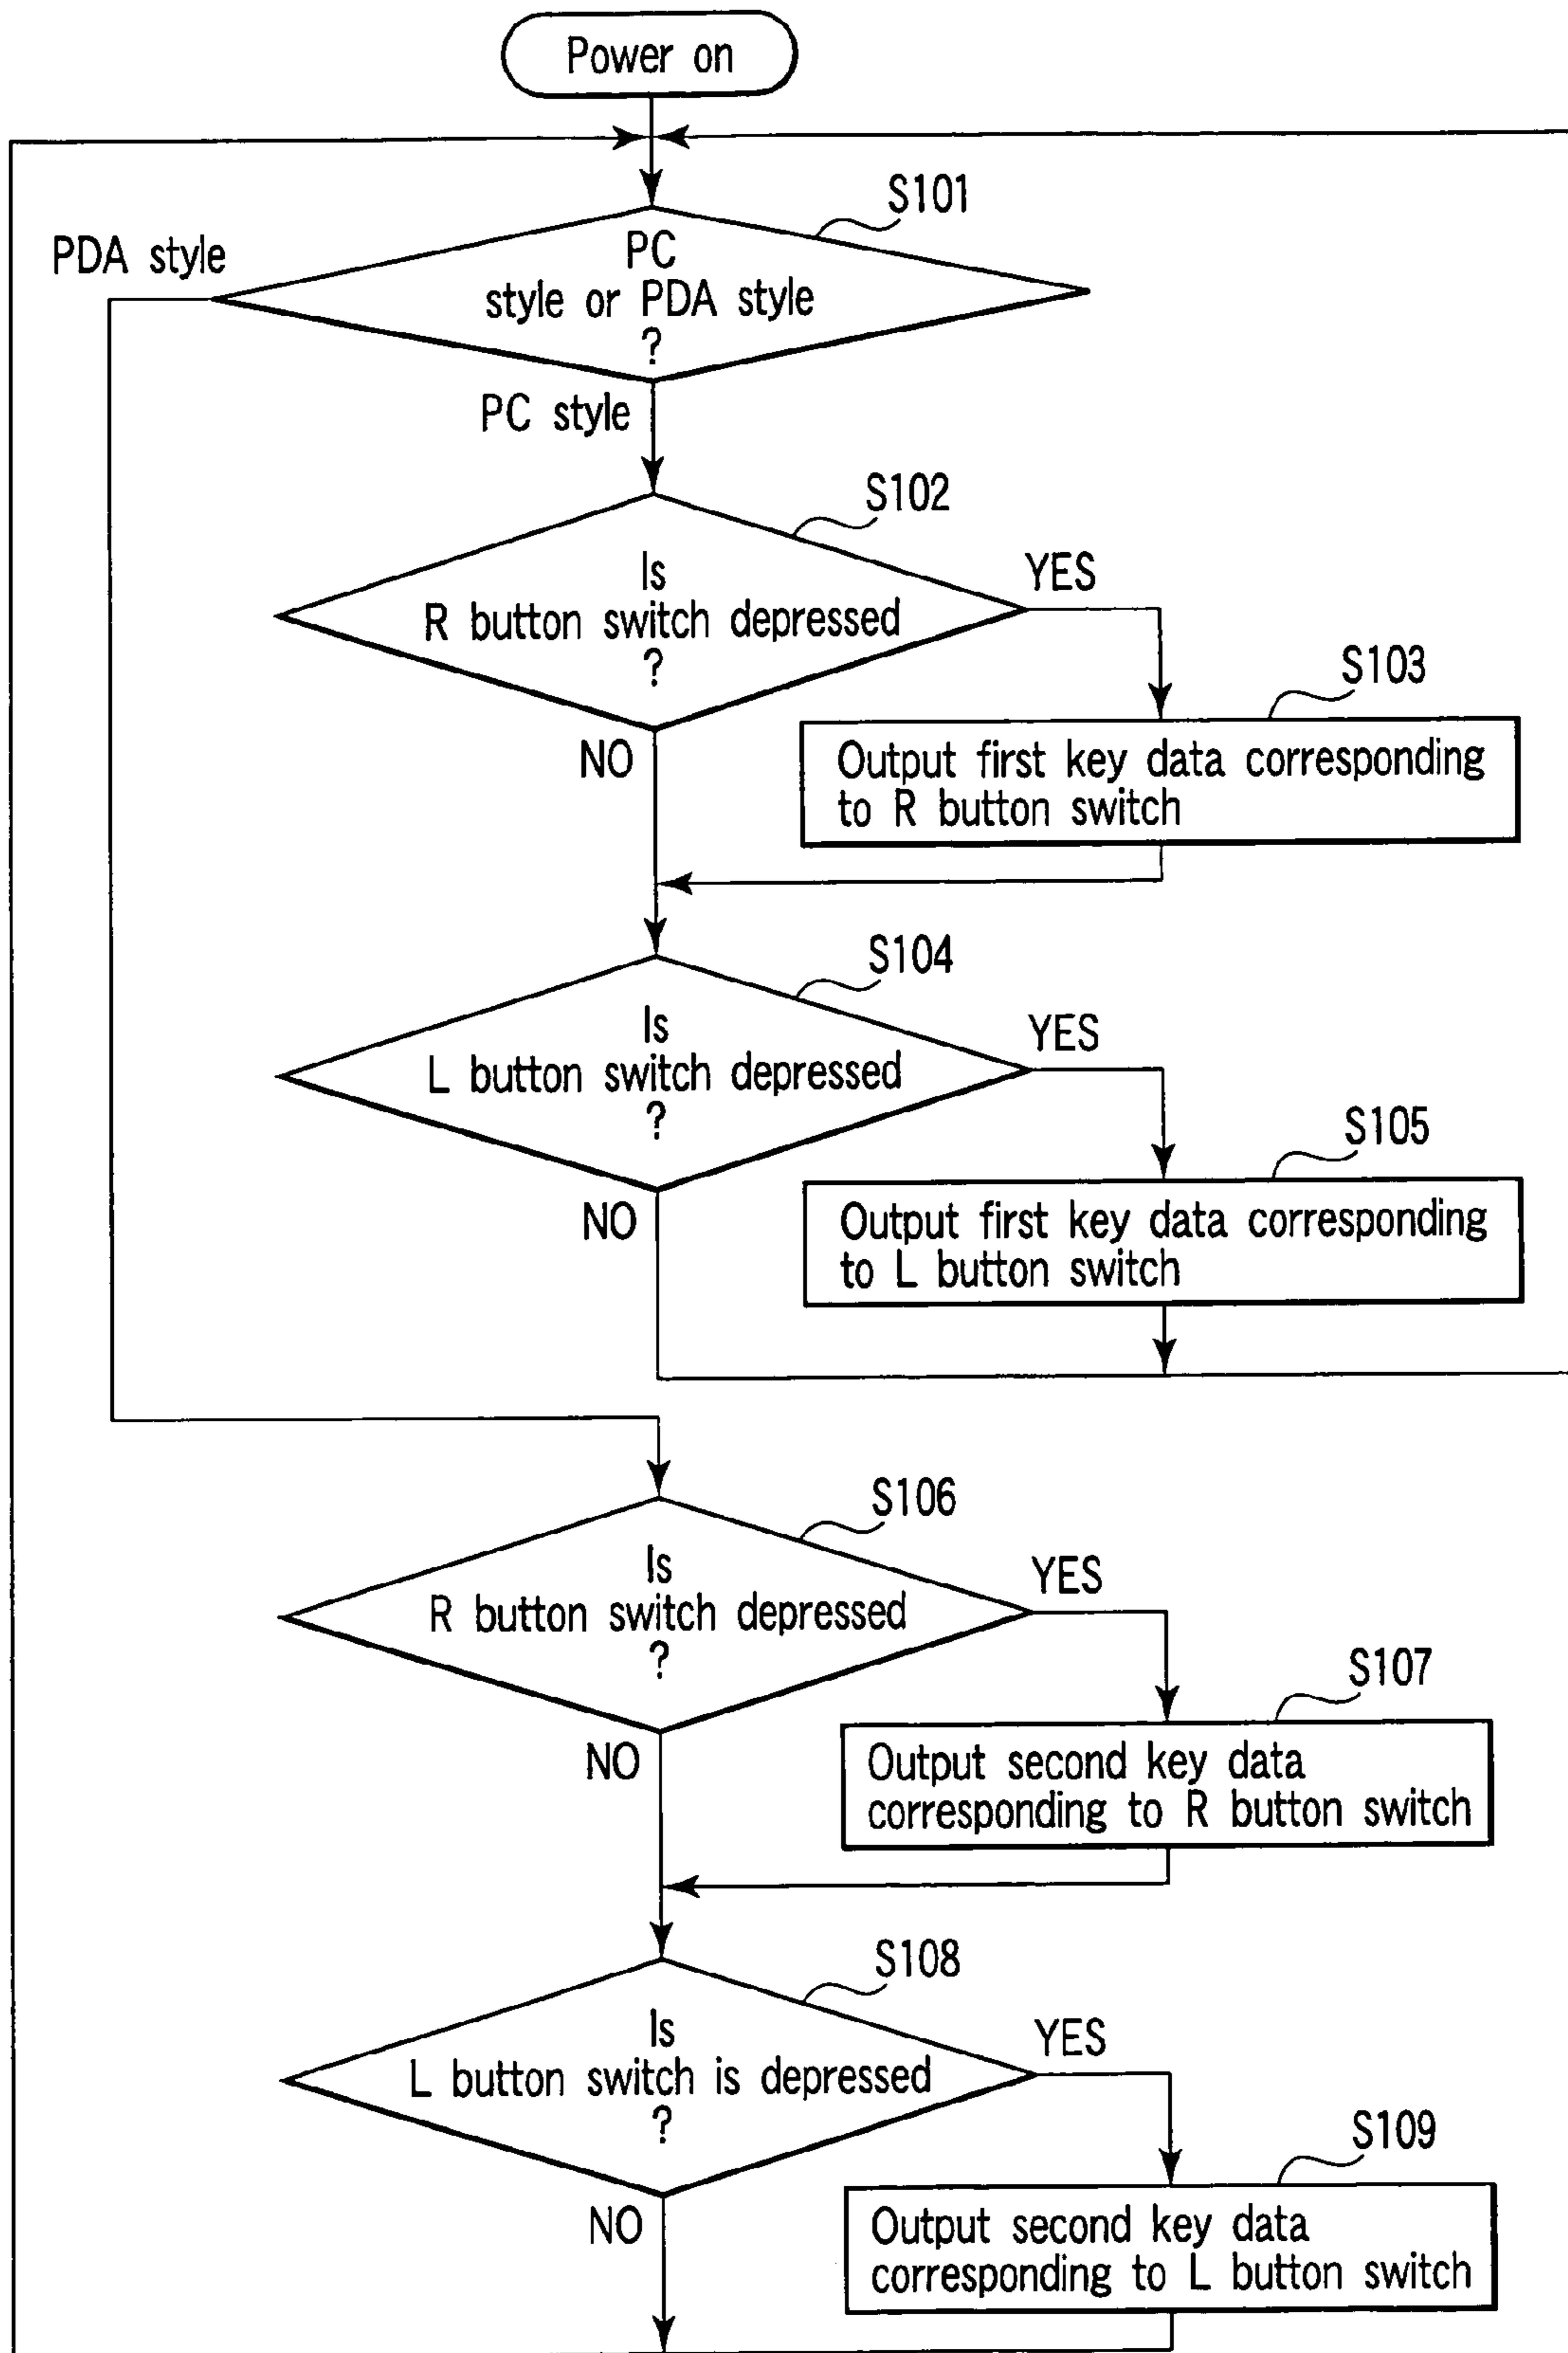 Power on
S101
PDA style
PC
style or PDA style
?
PC style
S102
Is
R button switch depressed
?
YES
S103
NO
Output first key data corresponding
to R button switch
S104
Is
L button switch depressed
?
YES
S105
NO
Output first key data corresponding
to L button switch
S106
Is
R button switch depressed
?
YES
S107
NO
Output second key data
corresponding to R button switch
S108
Is
L button switch is depressed
?
YES
S109
NO
Output second key data
corresponding to L button switch